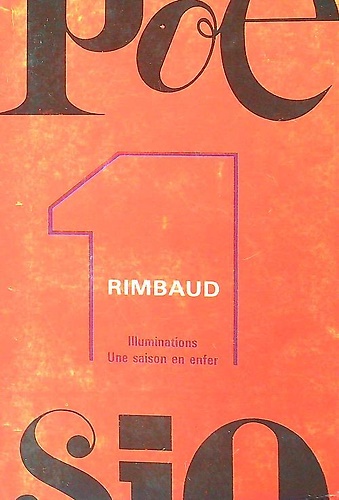 poe
1
RIMBAUD
Illuminations
Une saison en enfer
sie